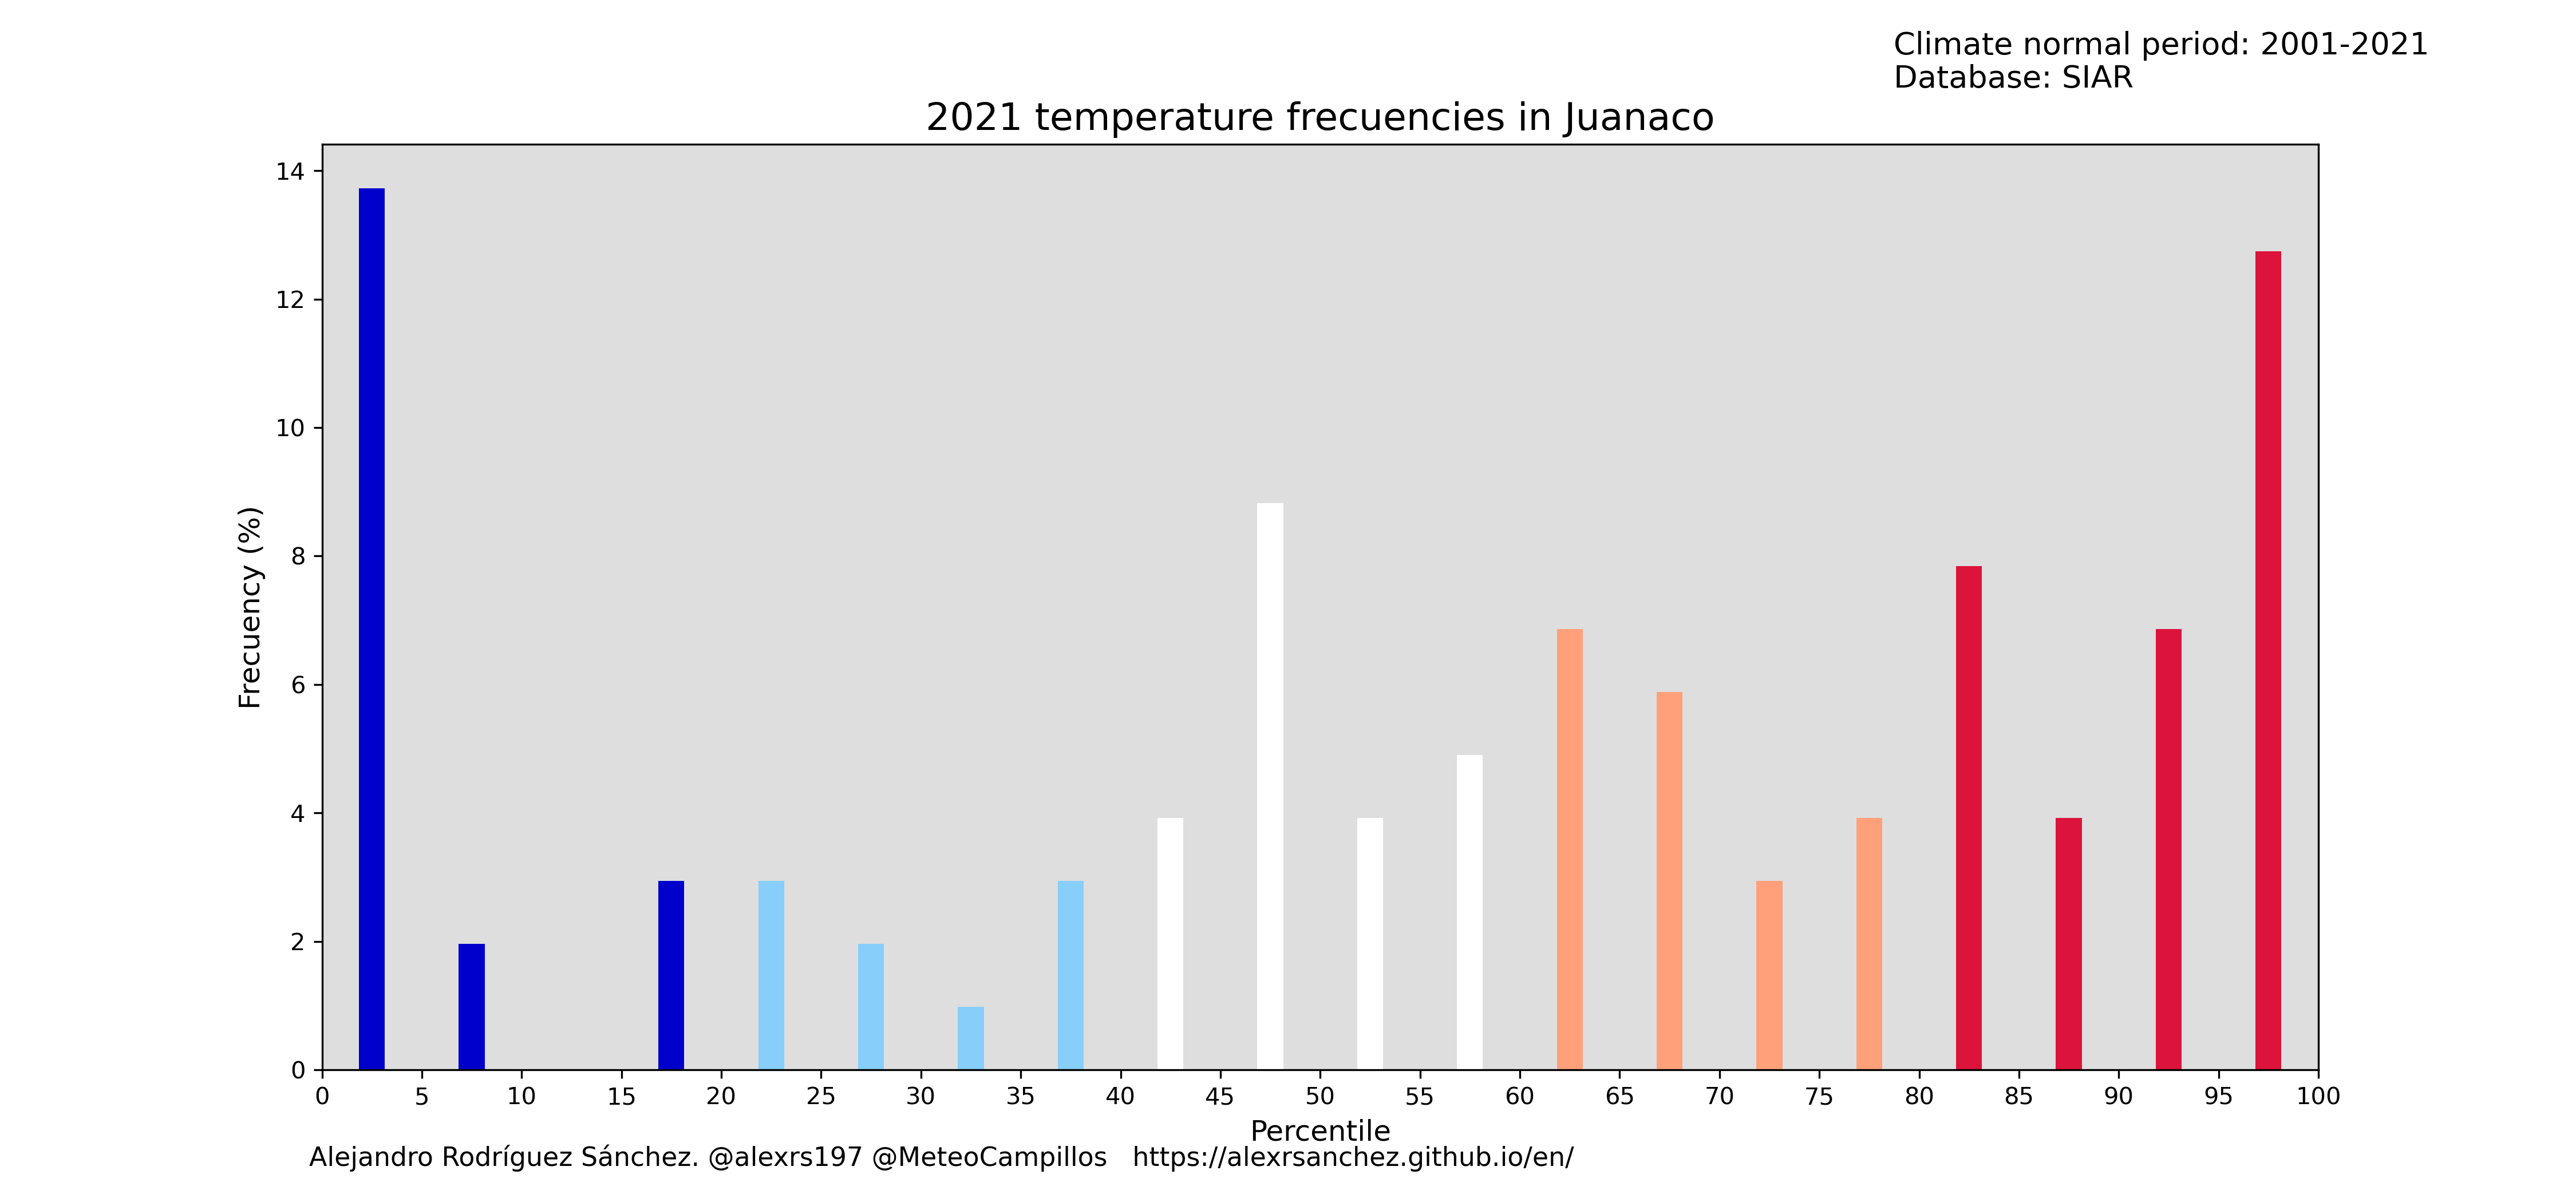 Climate normal period: 2001-2021
Database: SIAR
2021 temperature frecuencies in Juanaco
14
12
10
8
6
4
2
0
Frecuency (%)
0 5 10 15 20 25 30 35 40 45 50 55 60 65 70 75 80 85 90 95 100
Percentile
Alejandro Rodríguez Sánchez. @alexrs197 @MeteoCampillos https://alexrsanchez.github.io/en/